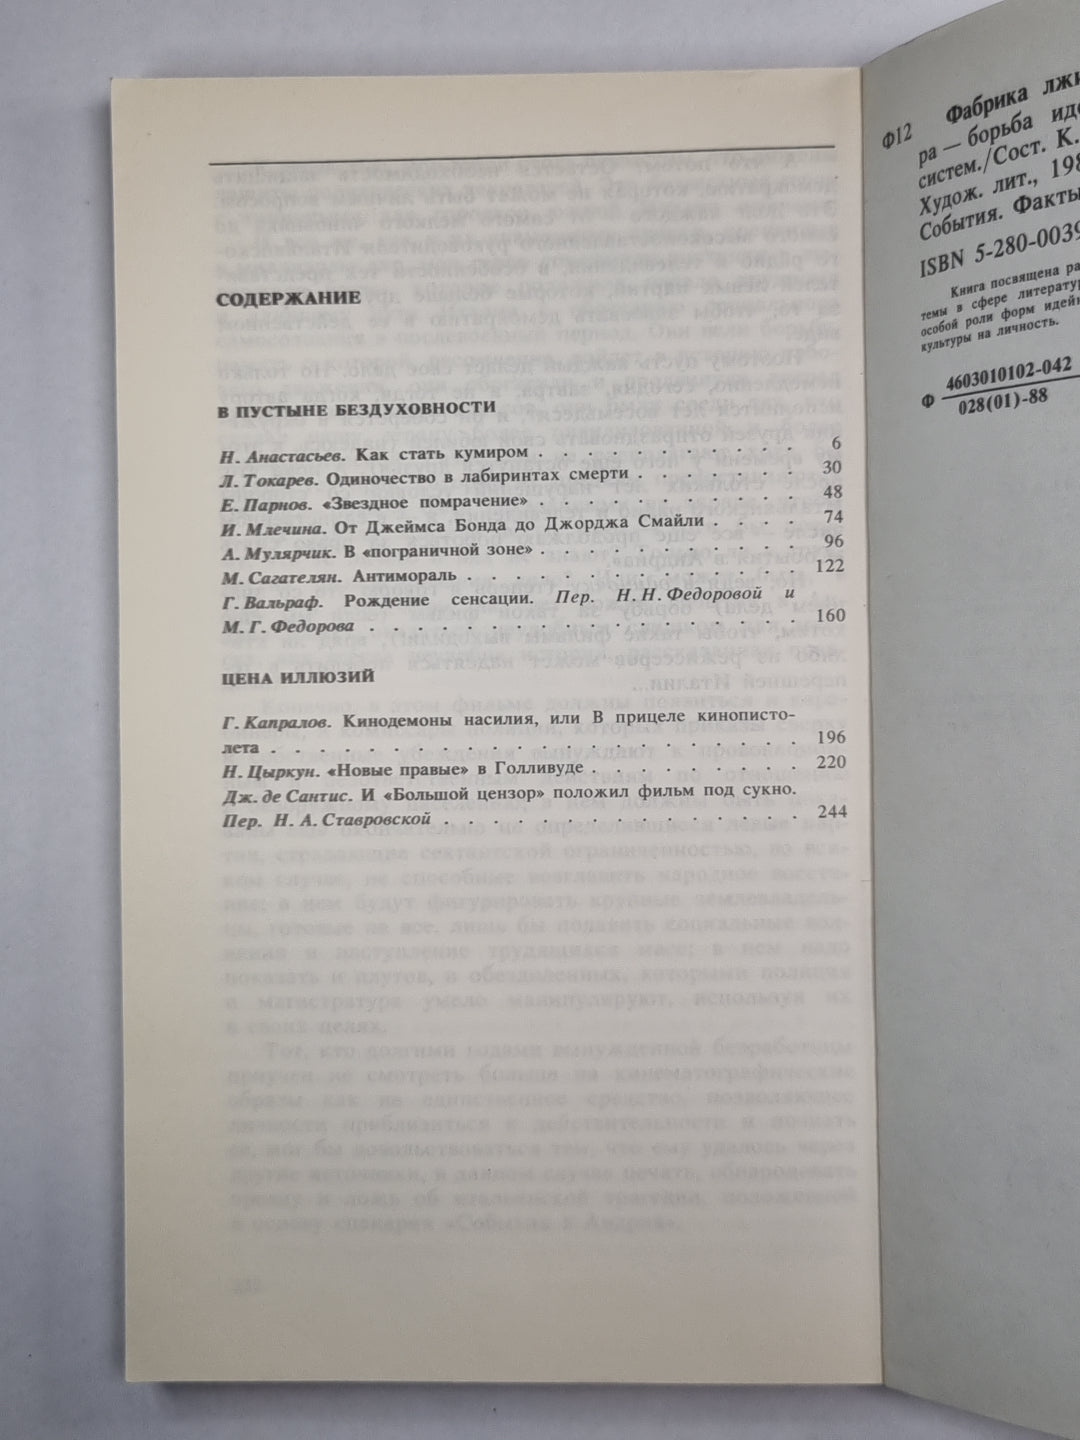 СОДЕРЖАНИЕ
В ПУСТЫНЕ БЕЗДУХОВНОСТИ
Н. Анастасьев. Как стать кумиром . . . . . . . . . . . 6
Л. Токарев. Одиночество в лабиринтах смерти . . . . . . . 30
Е. Парнов. «Звездное помрачение» . . . . . . . . . . . 48
И. Млечина. От Джеймса Бонда до Джорджа Смайли . . . . 74
А. Мулярчик. В «пограничной зоне» . . . . . . . . . . . 96
М. Сагателян. Антимораль . . . . . . . . . . . . . . 122
Г. Вальраф. Рождение сенсации. Пер. Н. Н. Федоровой и
М. Г. Федорова . . . . . . . . . . . . . . . . . . 160
ЦЕНА ИЛЛЮЗИЙ
Г. Капралов. Кинодемоны насилия, или В прицеле кинописто-
лета . . . . . . . . . . . . . . . . . . . . . . 196
Н. Цыркун. «Новые правые» в Голливуде . . . . . . . . . 220
Дж. де Сантис. И «Большой цензор» положил фильм под сукно.
Пер. Н. А. Ставровской . . . . . . . . . . . . . . . 244
Ф12
Фабрика лжи
ра — борьба иде
систем./Сост. К.
Худож. лит., 198
События. Факты
ISBN 5-280-0039
Книга посвящена ра
темы в сфере литератур
особой роли форм идейн
культуры на личность.
Ф 4603010102-042
028(01)-88